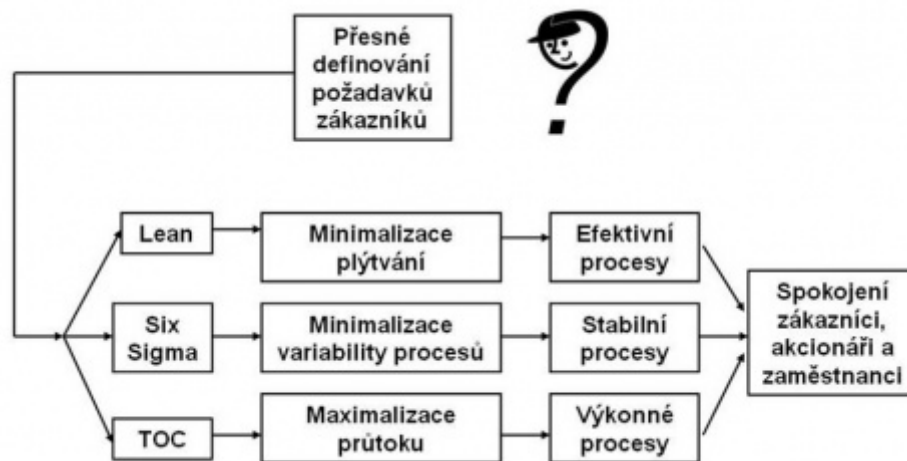 Přesné
definování
požadavků
zákazníků
?
Lean
Minimalizace
plýtvání
Efektivní
procesy
Six
Sigma
Minimalizace
variability procesů
Stabilní
procesy
TOC
Maximalizace
průtoku
Výkonné
procesy
Spokojení
zákazníci,
akcionáři a
zaměstnanci